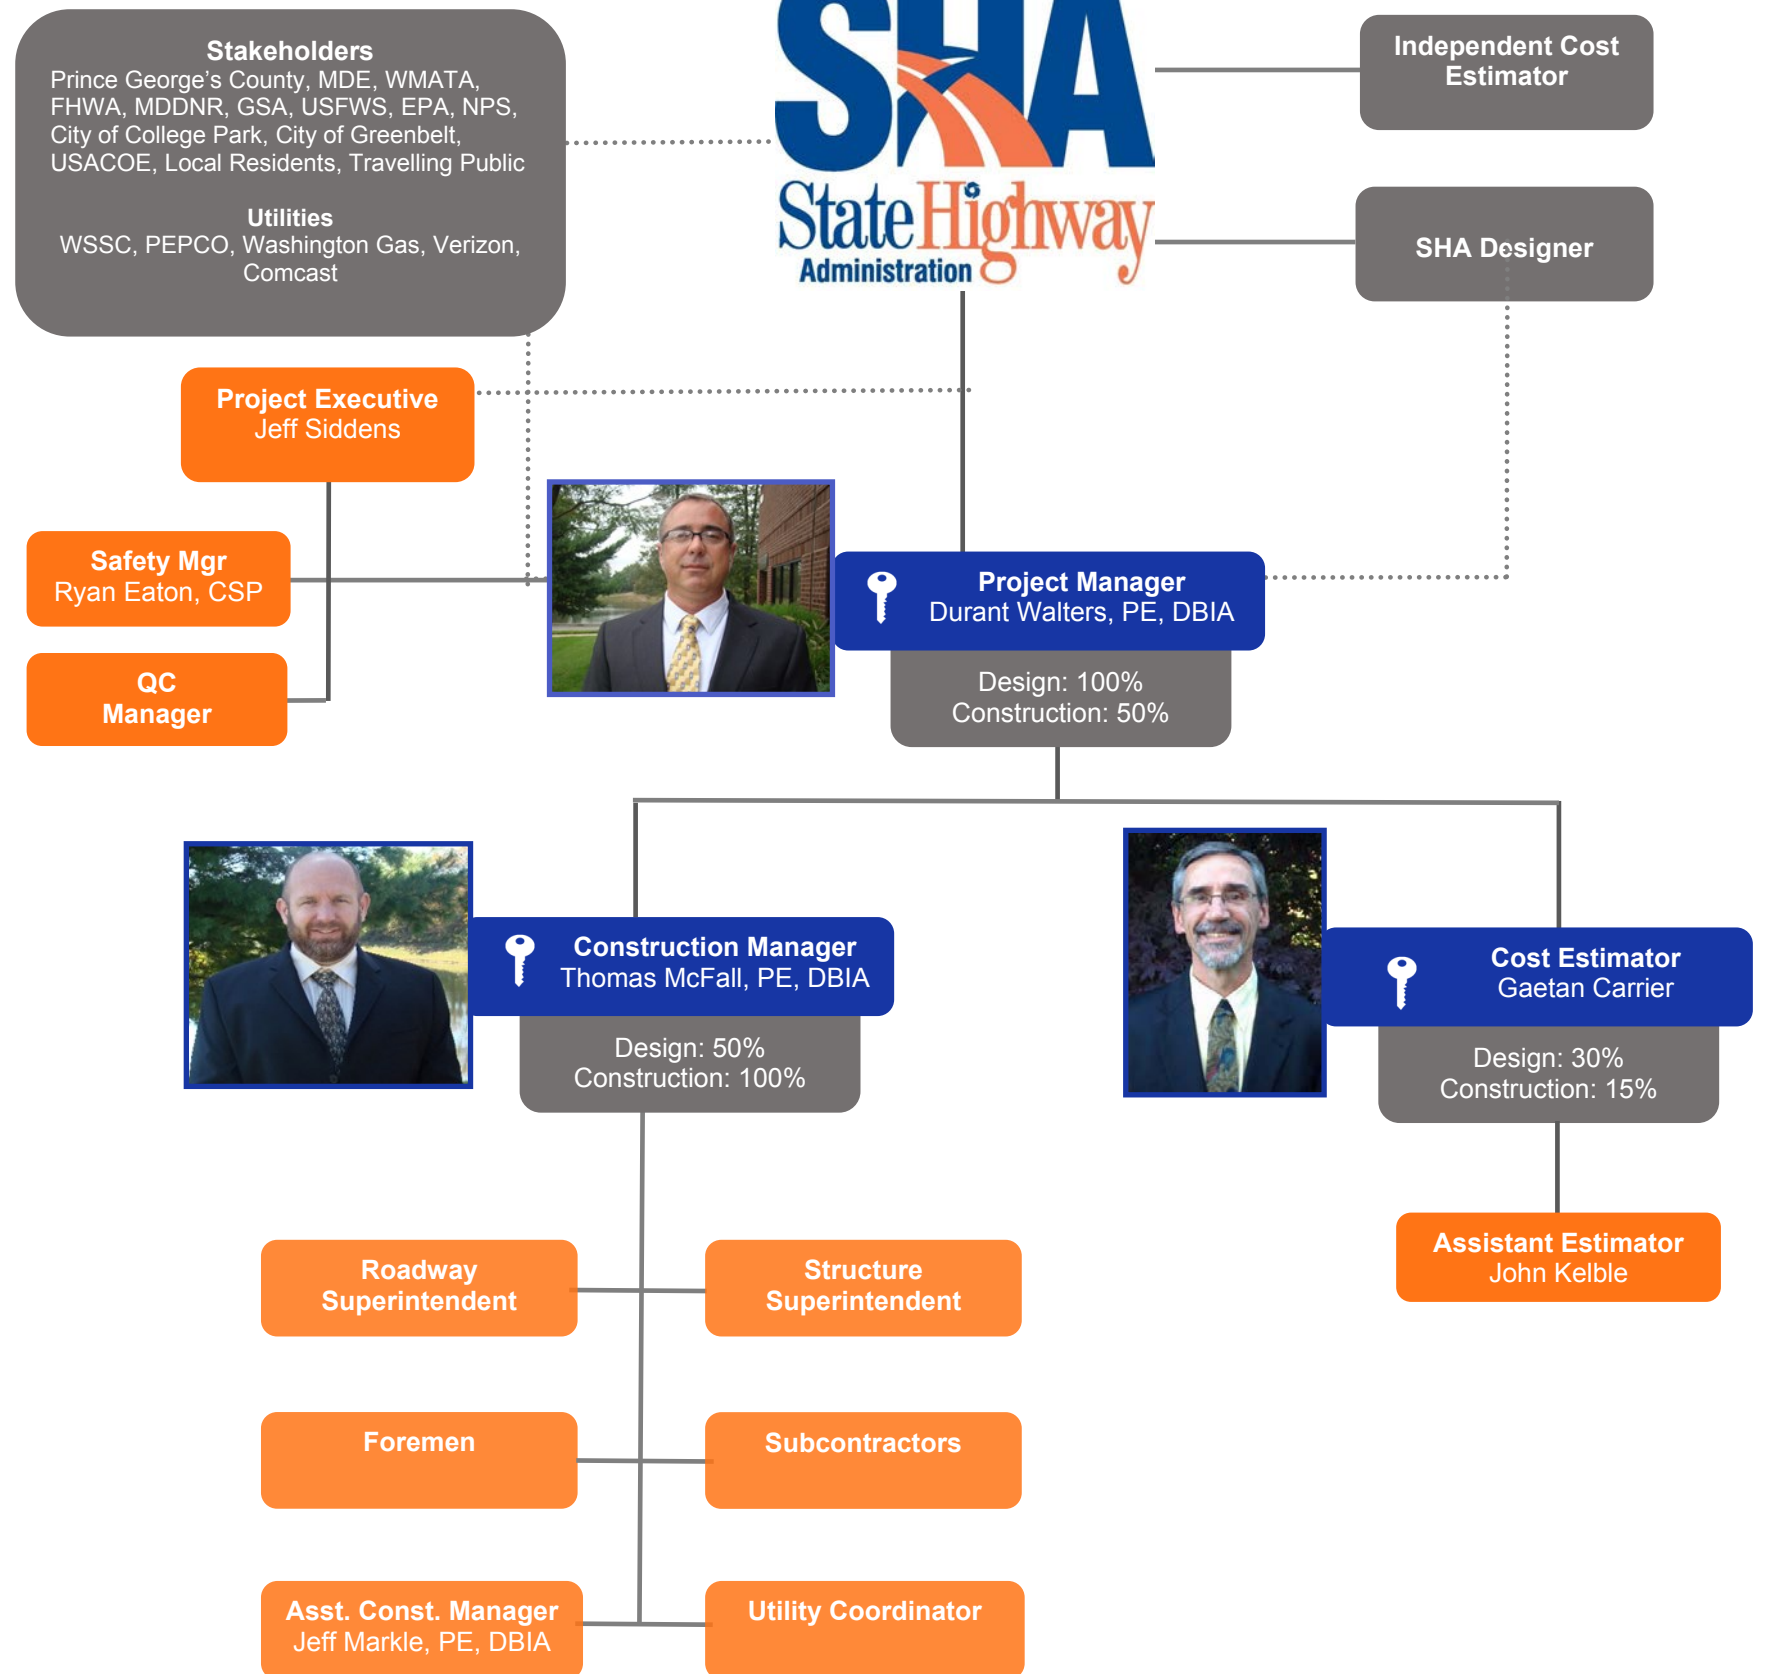 Stakeholders
Prince George's County, MDE, WMATA,
FHWA, MDDNR, GSA, USFWS, EPA, NPS,
City of College Park, City of Greenbelt,
USACOE, Local Residents, Travelling Public
Utilities
WSSC, PEPCO, Washington Gas, Verizon,
Comcast
SHA
State Highway
Administration
Independent Cost
Estimator
SHA Designer
Project Executive
Jeff Siddens
Safety Mgr
Ryan Eaton, CSP
QC
Manager
Project Manager
Durant Walters, PE, DBIA
Design: 100%
Construction: 50%
Construction Manager
Thomas McFall, PE, DBIA
Design: 50%
Construction: 100%
Cost Estimator
Gaetan Carrier
Design: 30%
Construction: 15%
Assistant Estimator
John Kelble
Roadway
Superintendent
Structure
Superintendent
Foremen
Subcontractors
Asst. Const. Manager
Jeff Markle, PE, DBIA
Utility Coordinator